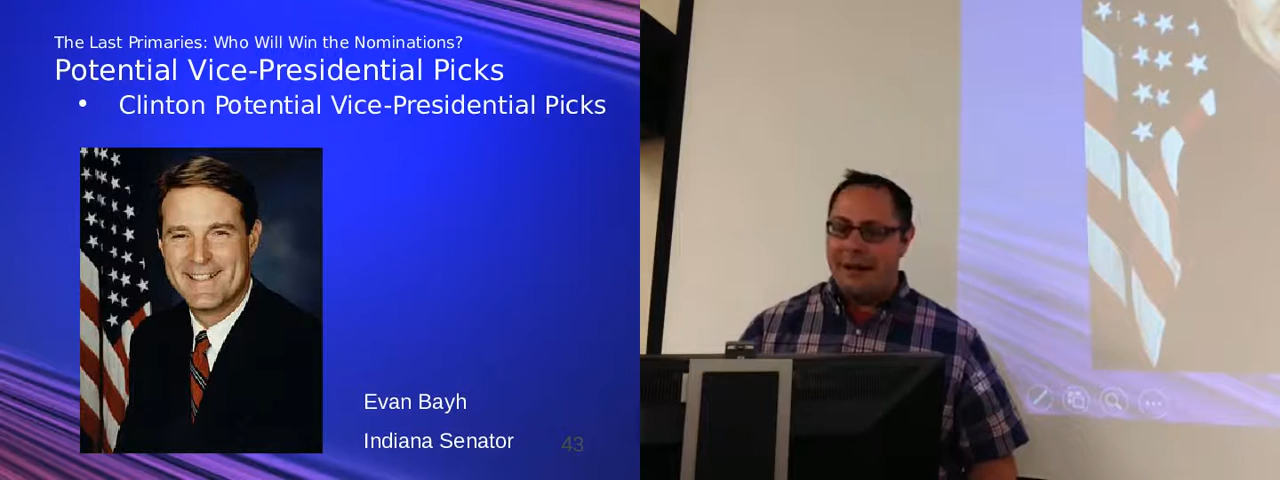 The Last Primaries: Who Will Win the Nominations?
Potential Vice-Presidential Picks
• Clinton Potential Vice-Presidential Picks
Evan Bayh
Indiana Senator
43